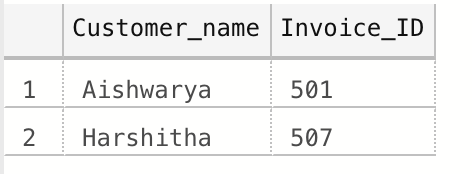 Customer_name Invoice_ID
1 Aishwarya 501
2 Harshitha 507